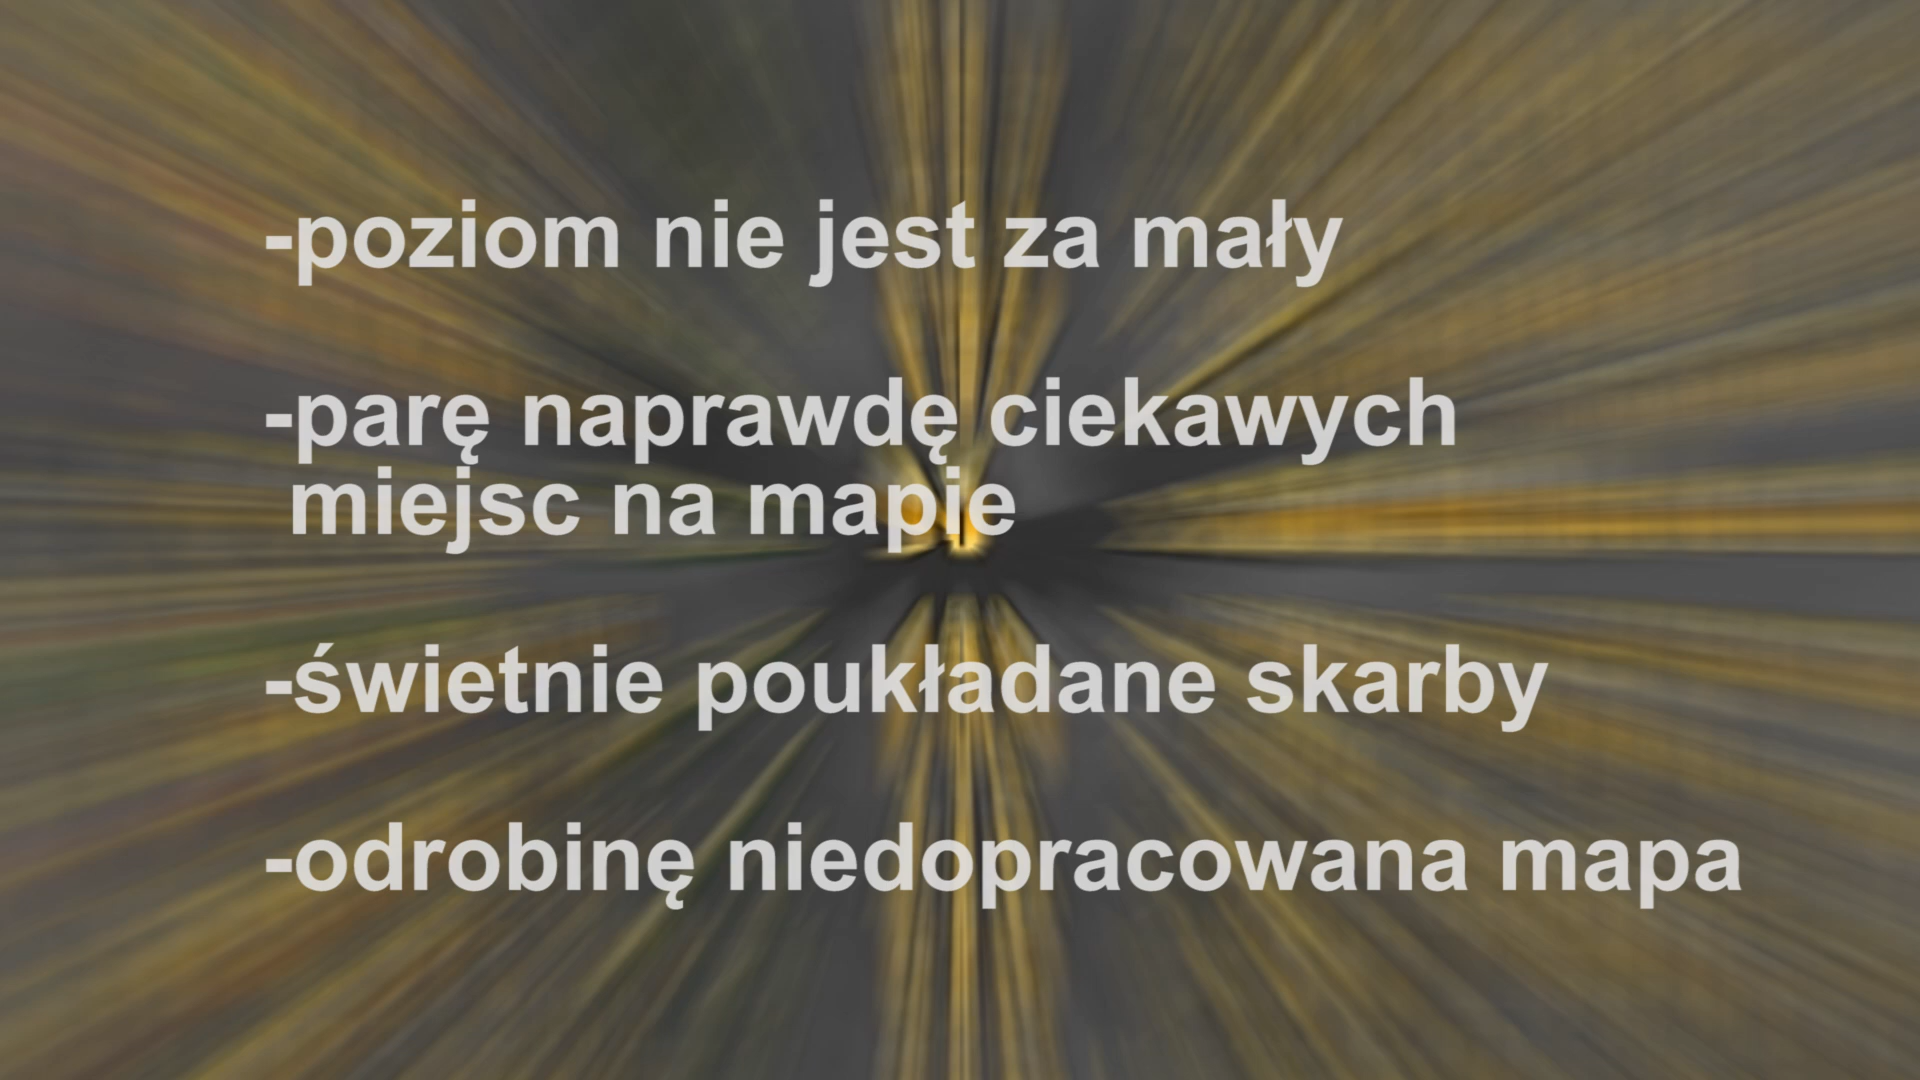 -poziom nie jest za mały
-parę naprawdę ciekawych
miejsc na mapie
-świetnie poukładane skarby
-odrobinę niedopracowana mapa